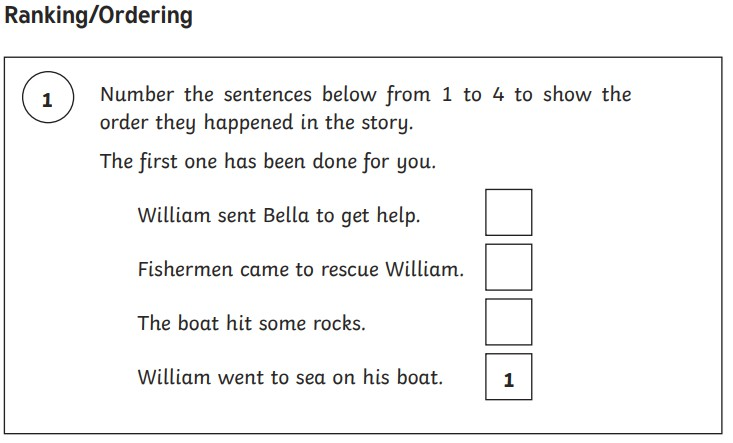 Ranking/Ordering
1
Number the sentences below from 1 to 4 to show the
order they happened in the story.
The first one has been done for you.
William sent Bella to get help.
Fishermen came to rescue William.
The boat hit some rocks.
William went to sea on his boat. 1